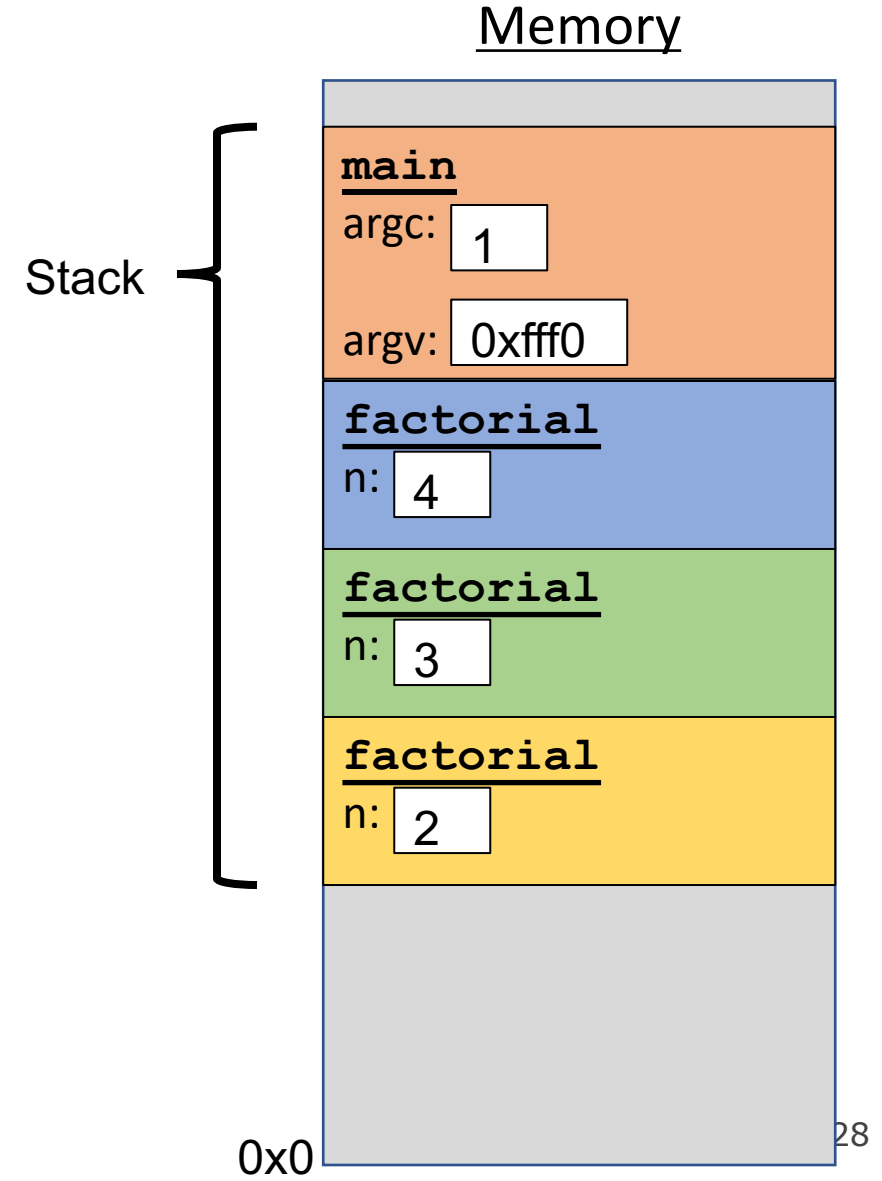 Memory
main
argc: 1
Stack
argv: 0xfff0
factorial
n: 4
factorial
n: 3
factorial
n: 2
28
0x0